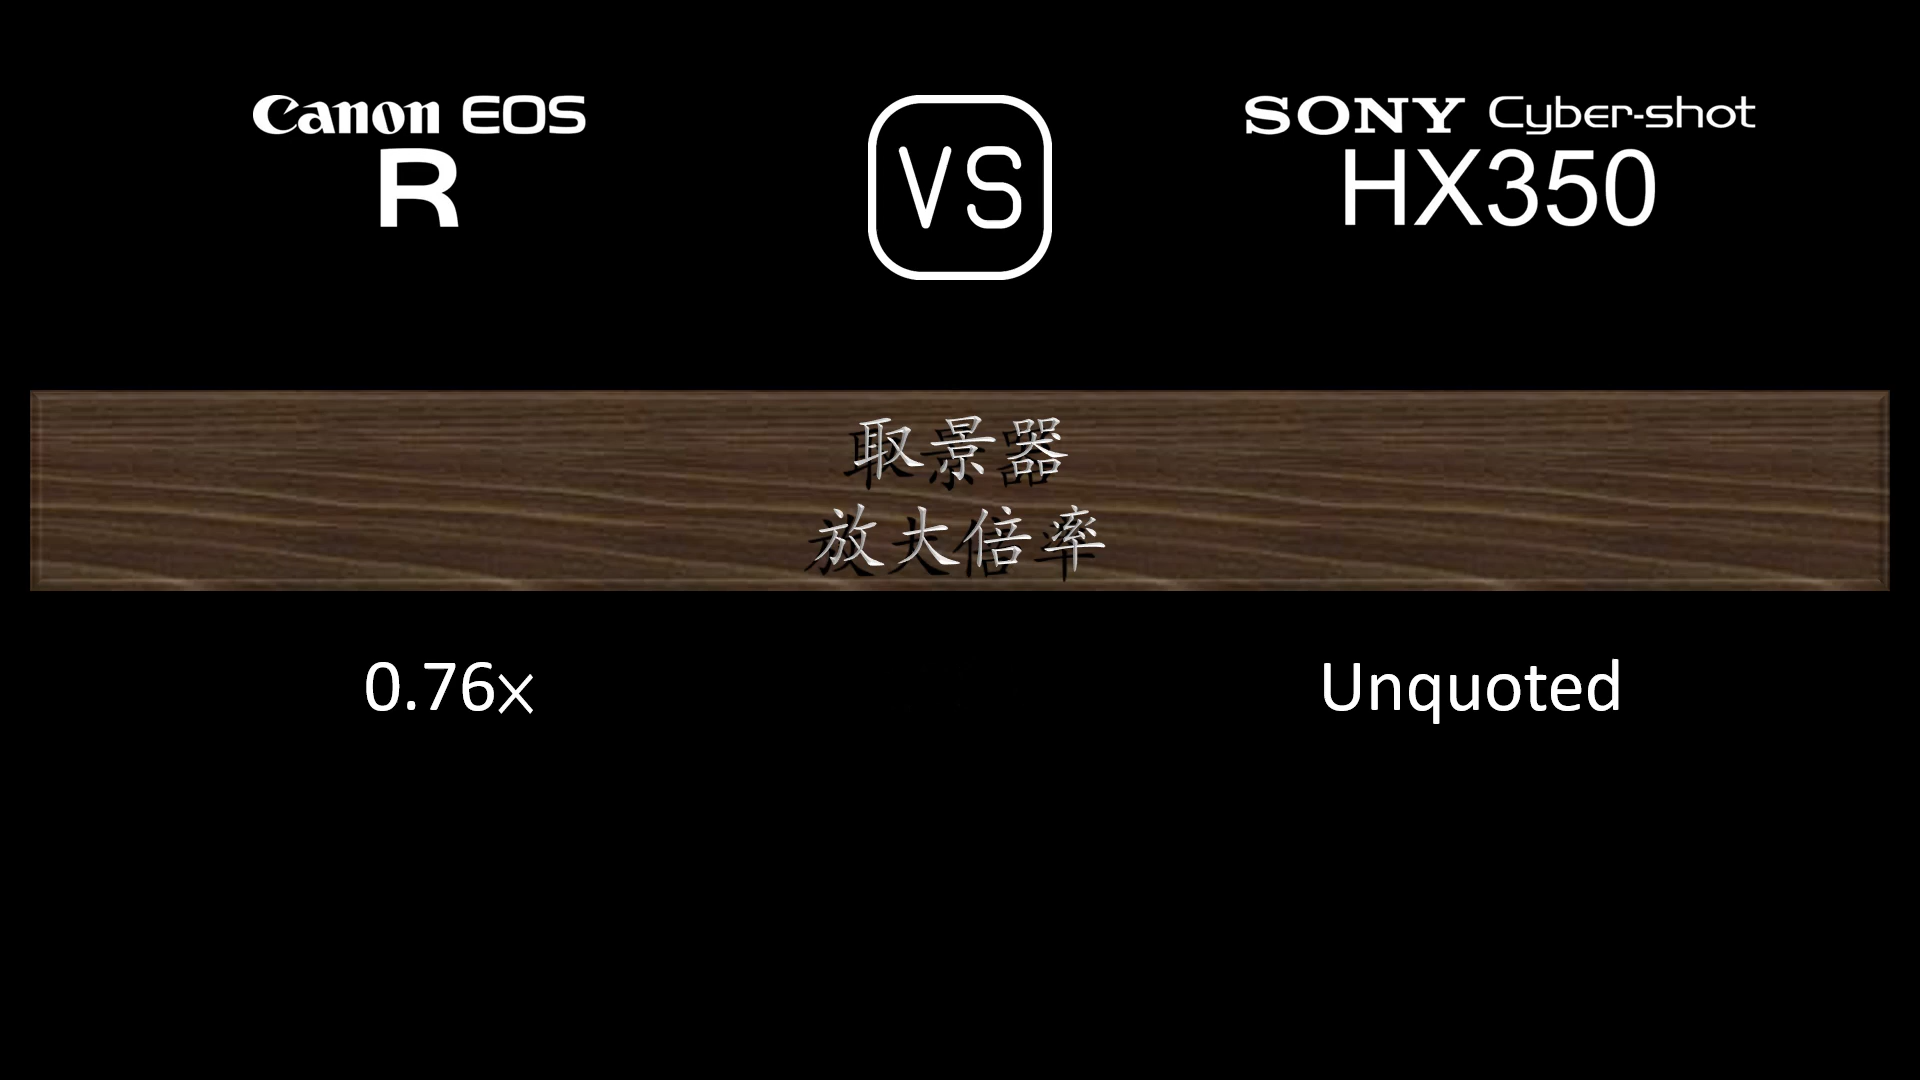 Canon EOS
R
VS
SONY Cyber-shot
HX350
取景器
放大倍率
0.76x
Unquoted